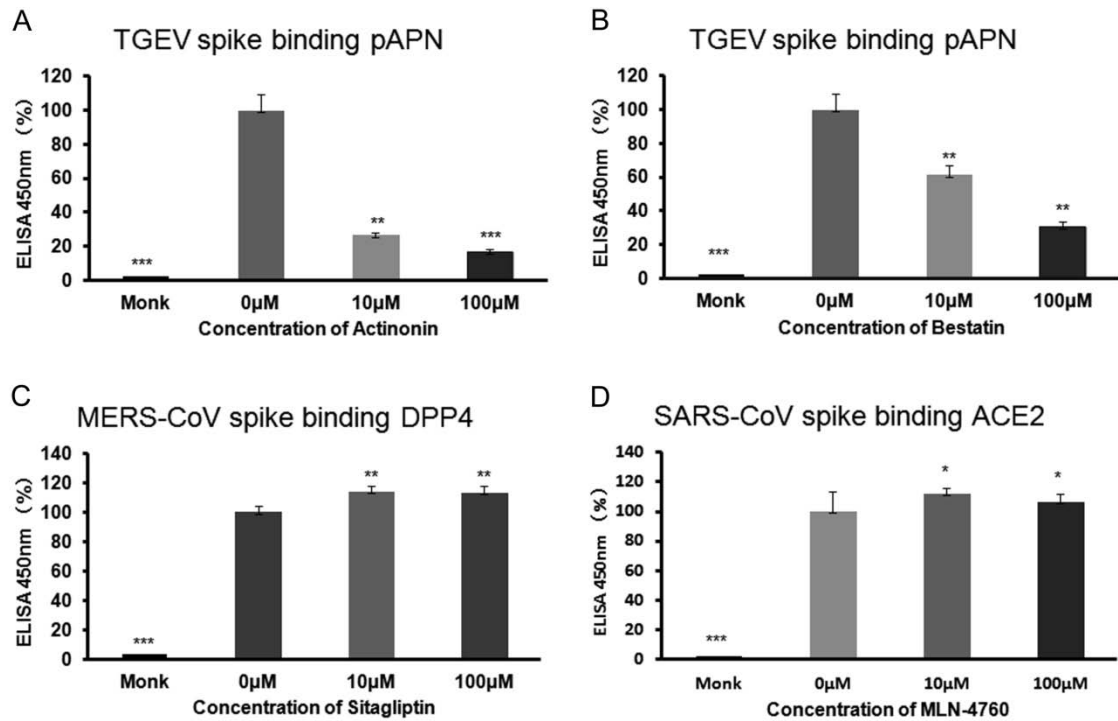 A
TGEV spike binding pAPN
ELISA 450nm (%)
120
100
80
60
40
20
0
***
**
***
Monk
0µM
10µM
100µM
Concentration of Actinonin
B
TGEV spike binding pAPN
ELISA 450nm (%)
120
100
80
60
40
20
0
***
**
**
Monk
0µM
10µM
100µM
Concentration of Bestatin
C
MERS-CoV spike binding DPP4
ELISA 450nm (%)
140
120
100
80
60
40
20
0
***
**
**
Monk
0µM
10µM
100µM
Concentration of Sitagliptin
D
SARS-CoV spike binding ACE2
ELISA 450nm (%)
140
120
100
80
60
40
20
0
***
*
*
Monk
0µM
10µM
100µM
Concentration of MLN-4760